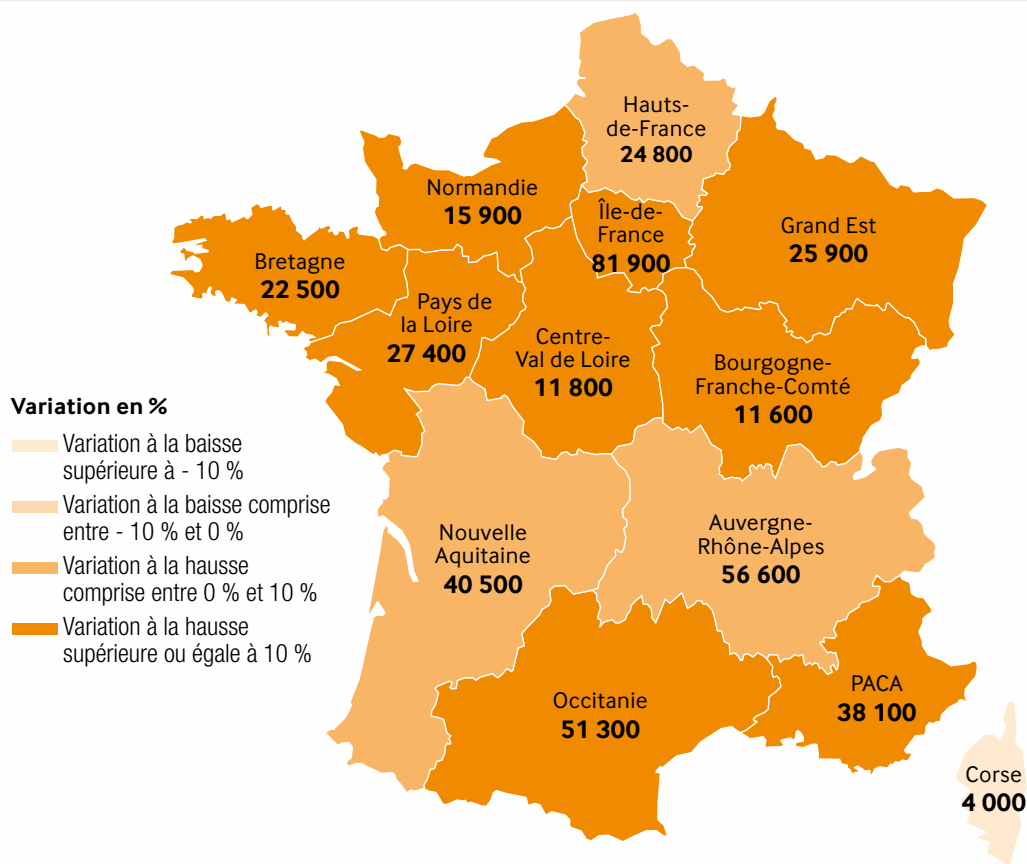 Hauts-
de-France
24 800
Normandie
15 900
Île-de-
France
81 900
Grand Est
25 900
Bretagne
22 500
Pays de
la Loire
27 400
Centre-
Val de Loire
11 800
Bourgogne-
Franche-Comté
11 600
Variation en %
Variation à la baisse
supérieure à - 10 %
Variation à la baisse comprise
entre - 10 % et 0 %
Variation à la hausse
comprise entre 0 % et 10 %
Variation à la hausse
supérieure ou égale à 10 %
Nouvelle
Aquitaine
40 500
Auvergne-
Rhône-Alpes
56 600
Occitanie
51 300
PACA
38 100
Corse
4 000